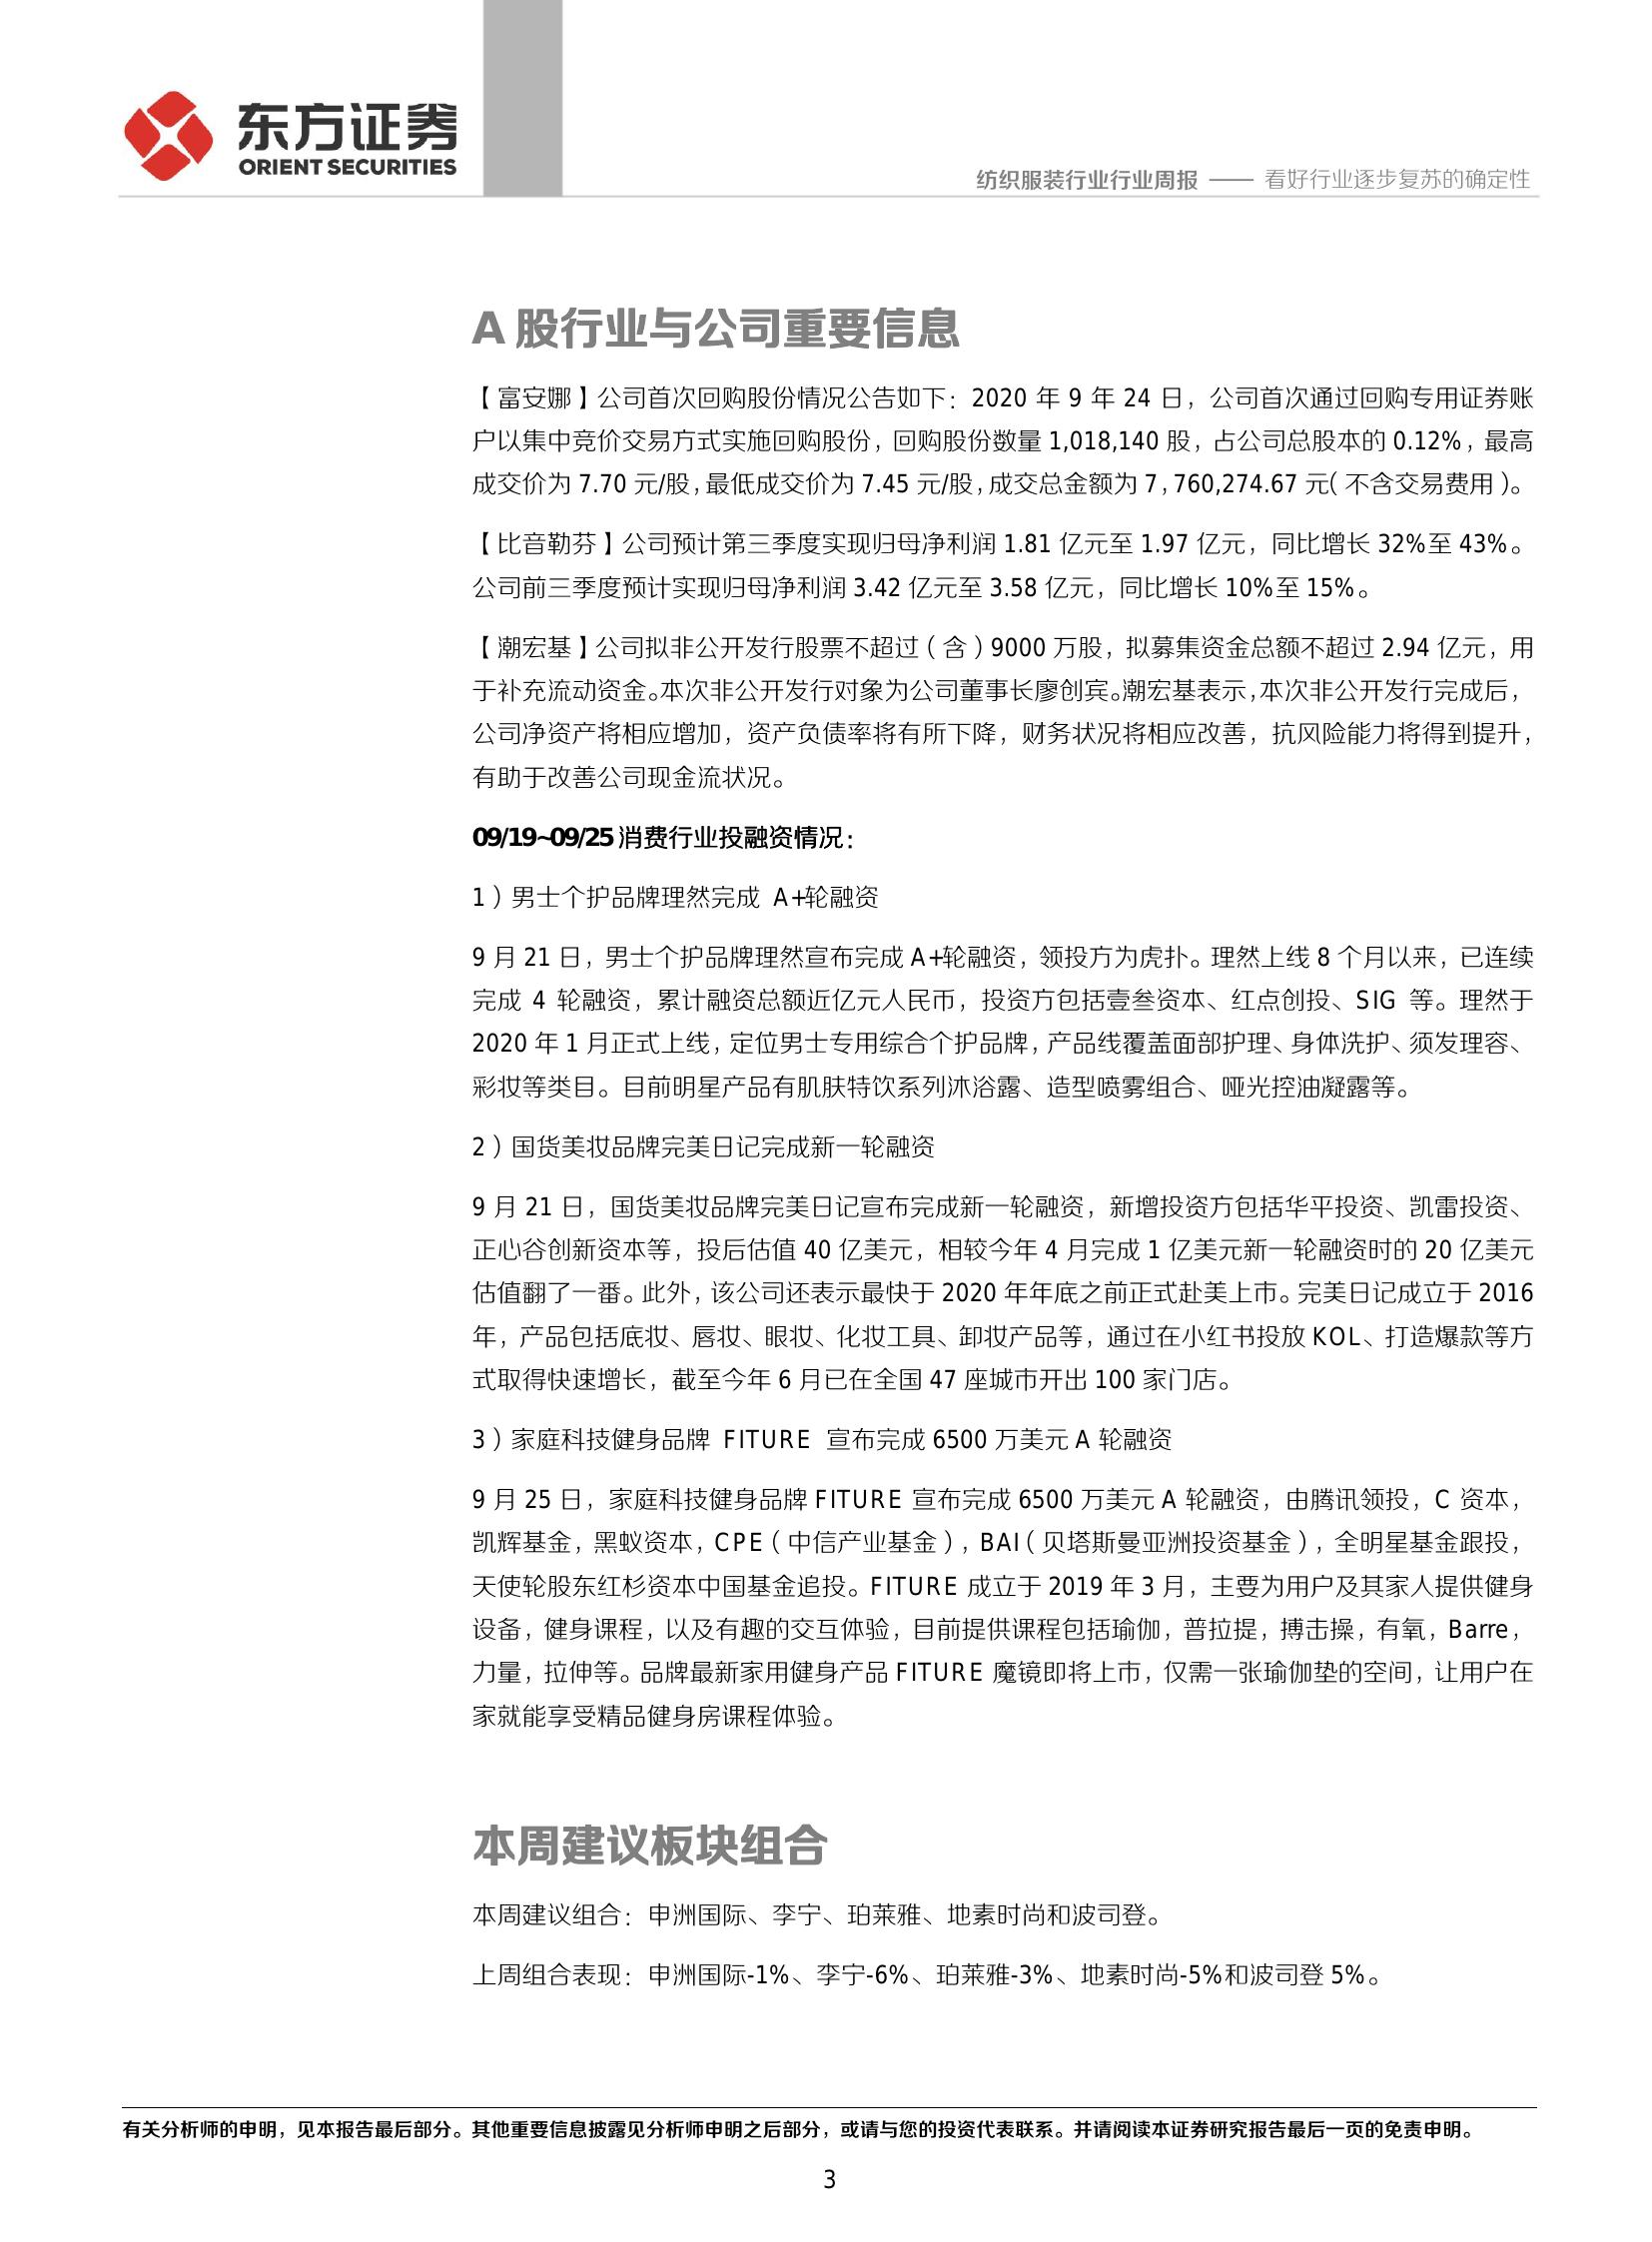 东方证券
ORIENT SECURITIES
纺织服装行业行业周报 —— 看好行业逐步复苏的确定性
A 股行业与公司重要信息
【富安娜】公司首次回购股份情况公告如下：2020 年 9 年 24 日，公司首次通过回购专用证券账
户以集中竞价交易方式实施回购股份，回购股份数量 1,018,140 股，占公司总股本的 0.12%，最高
成交价为 7.70 元/股，最低成交价为 7.45 元/股，成交总金额为 7,760,274.67 元（不含交易费用）。
【比音勒芬】公司预计第三季度实现归母净利润 1.81 亿元至 1.97 亿元，同比增长 32%至 43%。
公司前三季度预计实现归母净利润 3.42 亿元至 3.58 亿元，同比增长 10%至 15%。
【潮宏基】公司拟非公开发行股票不超过（含）9000 万股，拟募集资金总额不超过 2.94 亿元，用
于补充流动资金。本次非公开发行对象为公司董事长廖创宾。潮宏基表示，本次非公开发行完成后，
公司净资产将相应增加，资产负债率将有所下降，财务状况将相应改善，抗风险能力将得到提升，
有助于改善公司现金流状况。
09/19~09/25 消费行业投融资情况：
1）男士个护品牌理然完成 A+轮融资
9 月 21 日，男士个护品牌理然宣布完成 A+轮融资，领投方为虎扑。理然上线 8 个月以来，已连续
完成 4 轮融资，累计融资总额近亿元人民币，投资方包括壹叁资本、红点创投、SIG 等。理然于
2020 年 1 月正式上线，定位男士专用综合个护品牌，产品线覆盖面部护理、身体洗护、须发理容、
彩妆等类目。目前明星产品有肌肤特饮系列沐浴露、造型喷雾组合、哑光控油凝露等。
2）国货美妆品牌完美日记完成新一轮融资
9 月 21 日，国货美妆品牌完美日记宣布完成新一轮融资，新增投资方包括华平投资、凯雷投资、
正心谷创新资本等，投后估值 40 亿美元，相较今年 4 月完成 1 亿美元新一轮融资时的 20 亿美元
估值翻了一番。此外，该公司还表示最快于 2020 年年底之前正式赴美上市。完美日记成立于 2016
年，产品包括底妆、唇妆、眼妆、化妆工具、卸妆产品等，通过在小红书投放 KOL、打造爆款等方
式取得快速增长，截至今年 6 月已在全国 47 座城市开出 100 家门店。
3）家庭科技健身品牌 FITURE 宣布完成 6500 万美元 A 轮融资
9 月 25 日，家庭科技健身品牌 FITURE 宣布完成 6500 万美元 A 轮融资，由腾讯领投，C 资本，
凯辉基金，黑蚁资本，CPE（中信产业基金），BAI（贝塔斯曼亚洲投资基金），全明星基金跟投，
天使轮股东红杉资本中国基金追投。FITURE 成立于 2019 年 3 月，主要为用户及其家人提供健身
设备，健身课程，以及有趣的交互体验，目前提供课程包括瑜伽，普拉提，搏击操，有氧，Barre，
力量，拉伸等。品牌最新家用健身产品 FITURE 魔镜即将上市，仅需一张瑜伽垫的空间，让用户在
家就能享受精品健身房课程体验。
本周建议板块组合
本周建议组合：申洲国际、李宁、珀莱雅、地素时尚和波司登。
上周组合表现：申洲国际-1%、李宁-6%、珀莱雅-3%、地素时尚-5%和波司登 5%。
有关分析师的申明，见本报告最后部分。其他重要信息披露见分析师申明之后部分，或请与您的投资代表联系。并请阅读本证券研究报告最后一页的免责申明。
3